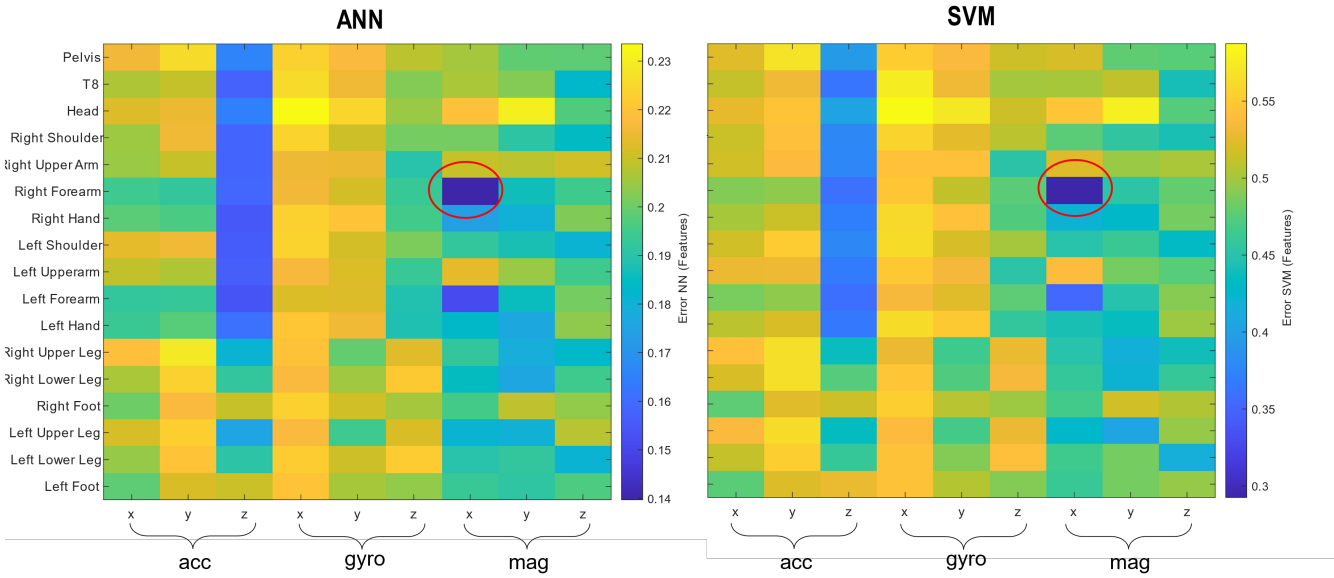 ANN
SVM
Pelvis
T8
Head
Right Shoulder
Right Upper Arm
Right Forearm
Right Hand
Left Shoulder
Left Upperarm
Left Forearm
Left Hand
Right Upper Leg
Right Lower Leg
Right Foot
Left Upper Leg
Left Lower Leg
Left Foot
x y z x y z x y z
acc gyro mag
0.23
0.22
0.21
0.2
0.19
0.18
0.17
0.16
0.15
0.14
Error NN (Features)
x y z x y z x y z
acc gyro mag
0.55
0.5
0.45
0.4
0.35
0.3
Error SVM (Features)